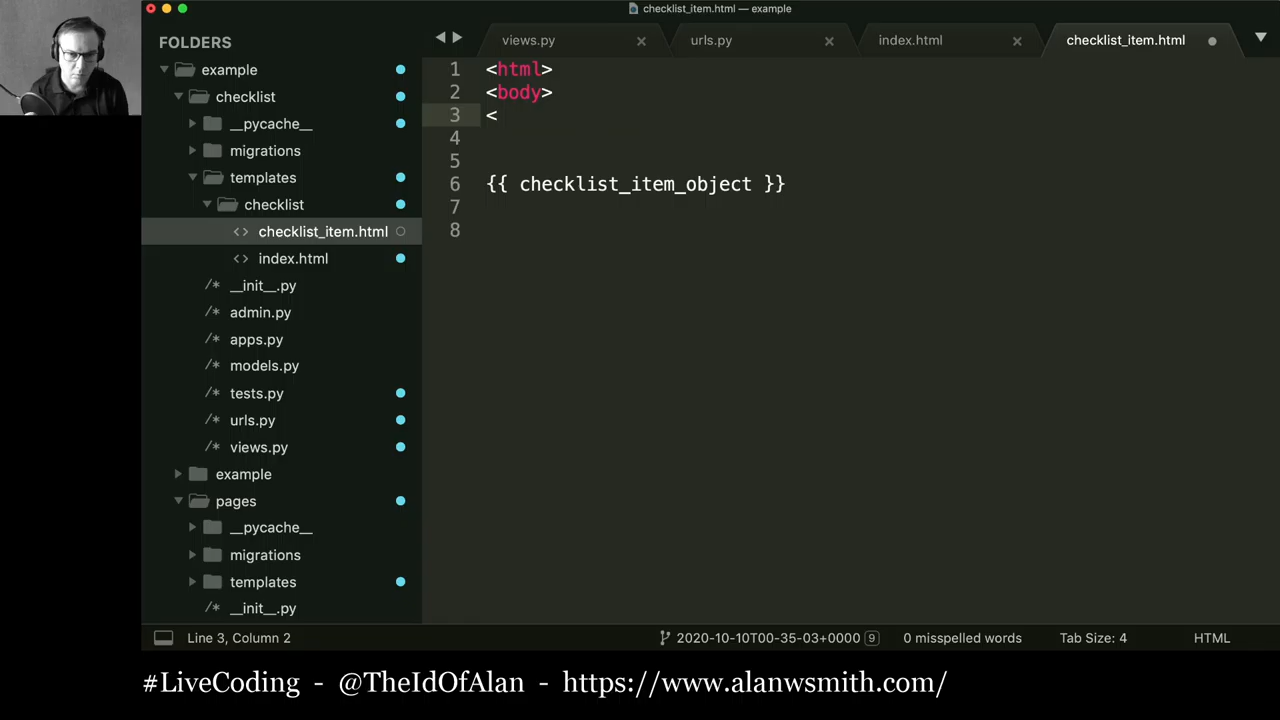 checklist_item.html — example
FOLDERS
example
checklist
__pycache__
migrations
templates
checklist
checklist_item.html
index.html
__init__.py
admin.py
apps.py
models.py
tests.py
urls.py
views.py
example
pages
__pycache__
migrations
templates
__init__.py
views.py
urls.py
index.html
checklist_item.html
1 <html>
2 <body>
3 <
4
5
6 {{ checklist_item_object }}
7
8
Line 3, Column 2
2020-10-10T00-35-03+0000 9
0 misspelled words
Tab Size: 4
HTML
#LiveCoding - @TheIdOfAlan - https://www.alanwsmith.com/